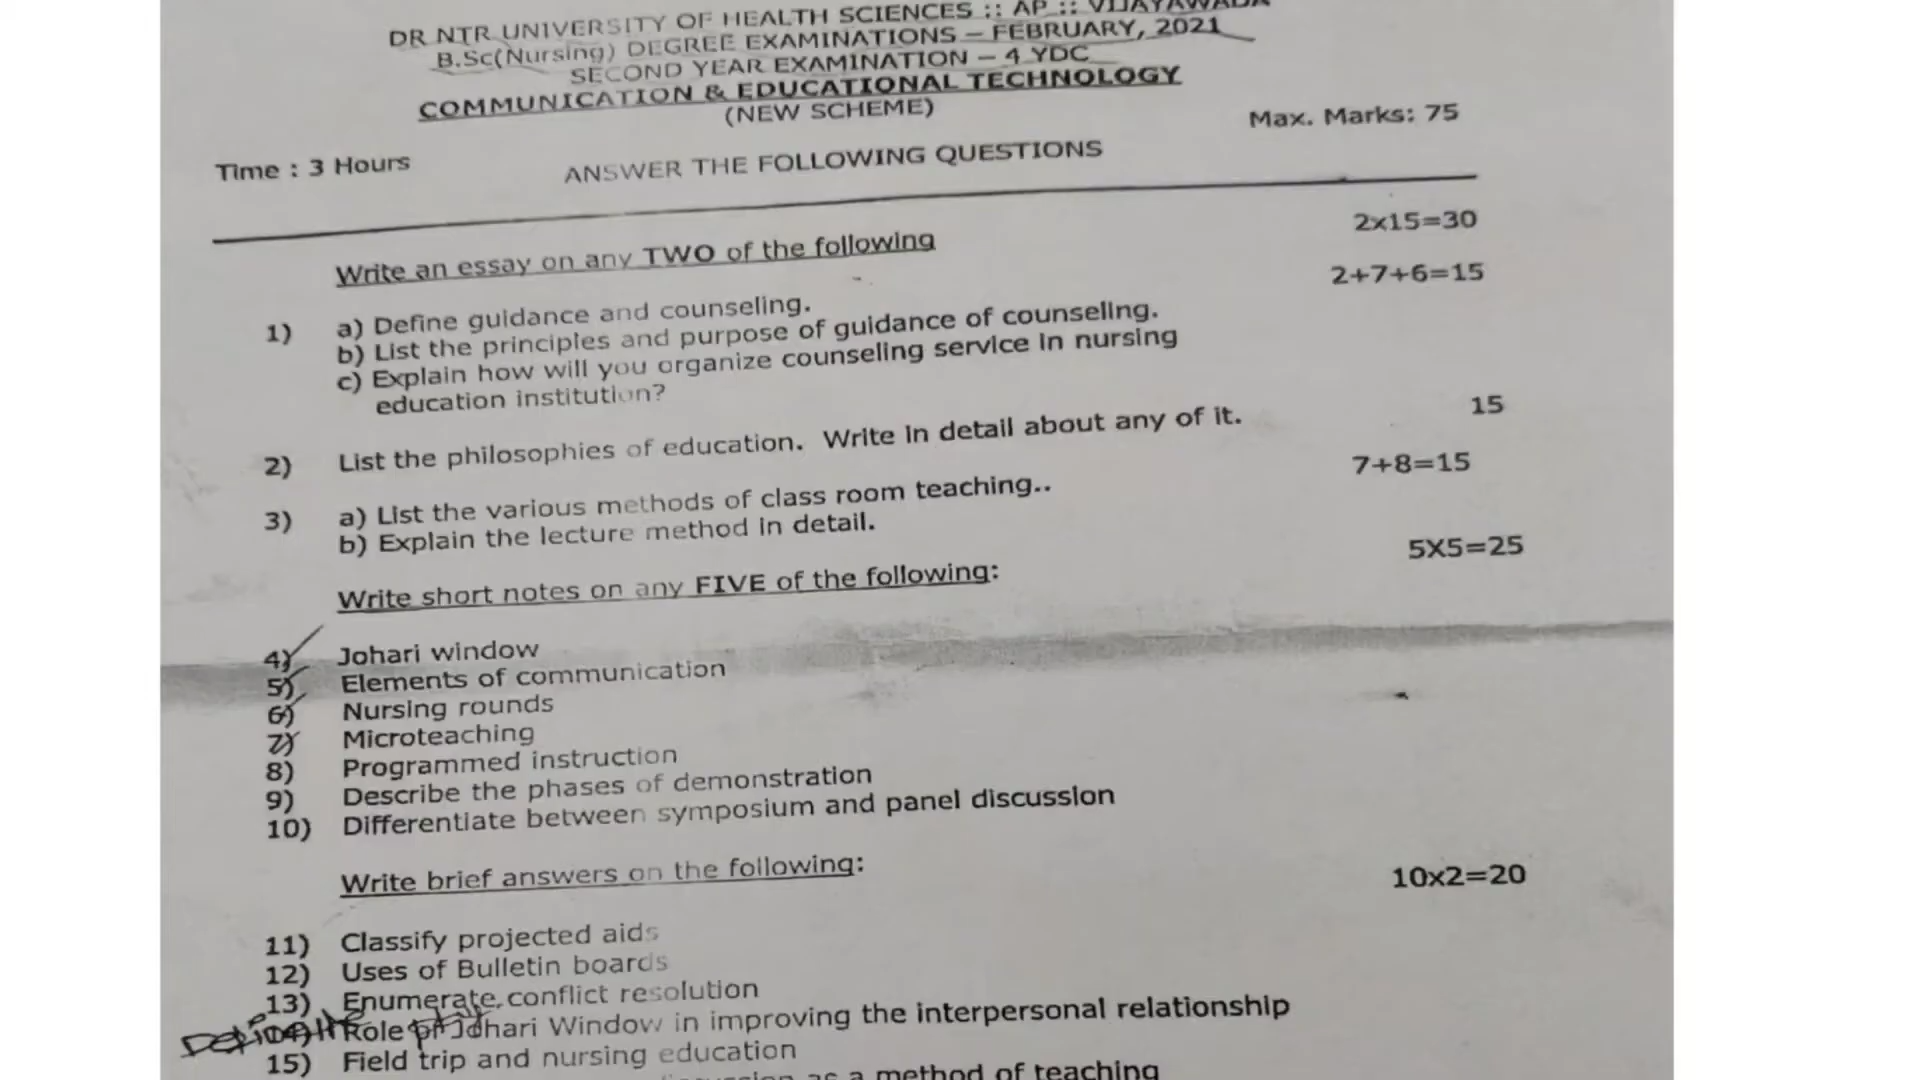 DR NTR UNIVERSITY OF HEALTH SCIENCES :: AP :: VIJAYAWADA
B.Sc(Nursing) DEGREE EXAMINATIONS – FEBRUARY, 2021
SECOND YEAR EXAMINATION – 4 YDC
COMMUNICATION & EDUCATIONAL TECHNOLOGY
(NEW SCHEME)
Time : 3 Hours Max. Marks: 75
ANSWER THE FOLLOWING QUESTIONS
Write an essay on any TWO of the following 2x15=30
1) a) Define guidance and counseling. 2+7+6=15
b) List the principles and purpose of guidance of counseling.
c) Explain how will you organize counseling service in nursing
education institution?
2) List the philosophies of education. Write in detail about any of it. 15
3) a) List the various methods of class room teaching.. 7+8=15
b) Explain the lecture method in detail.
Write short notes on any FIVE of the following: 5X5=25
4) Johari window
5) Elements of communication
6) Nursing rounds
7) Microteaching
8) Programmed instruction
9) Describe the phases of demonstration
10) Differentiate between symposium and panel discussion
Write brief answers on the following: 10x2=20
11) Classify projected aids
12) Uses of Bulletin boards
13) Enumerate conflict resolution
14) Role of Johari Window in improving the interpersonal relationship
15) Field trip and nursing education
as a method of teaching